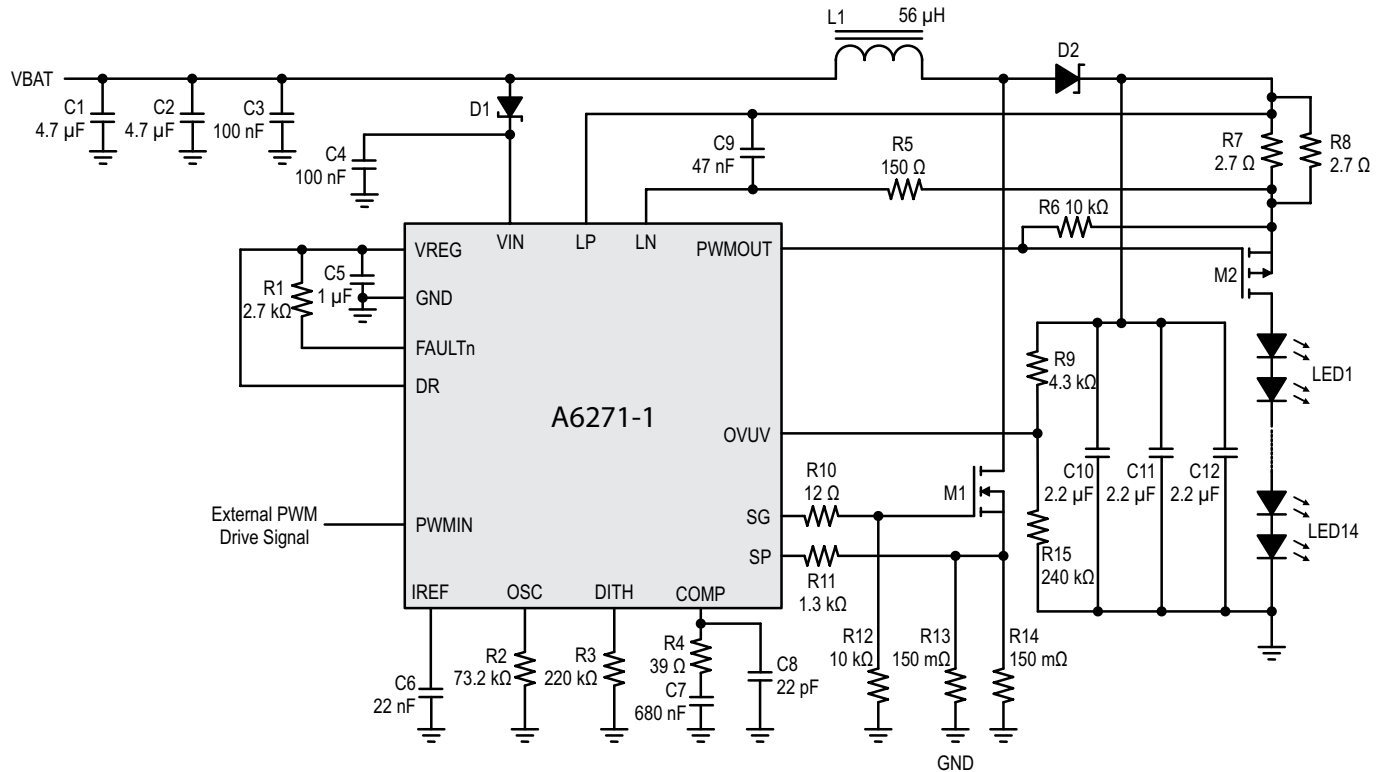 L1
56 µH
D2
VBAT
C1
4.7 µF
C2
4.7 µF
C3
100 nF
D1
C4
100 nF
C9
47 nF
R5
150 Ω
R7
2.7 Ω
R8
2.7 Ω
R6 10 kΩ
VIN
LP
LN
VREG
PWMOUT
M2
C5
1 µF
R1
2.7 kΩ
GND
FAULTn
DR
A6271-1
R9
4.3 kΩ
LED1
OVUV
C10
2.2 µF
C11
2.2 µF
C12
2.2 µF
R10
12 Ω
M1
LED14
External PWM
Drive Signal
PWMIN
SG
SP
R11
1.3 kΩ
R15
240 kΩ
IREF
OSC
DITH
COMP
R2
73.2 kΩ
R3
220 kΩ
R4
39 Ω
C6
22 nF
C7
680 nF
C8
22 pF
R12
10 kΩ
R13
150 mΩ
R14
150 mΩ
GND